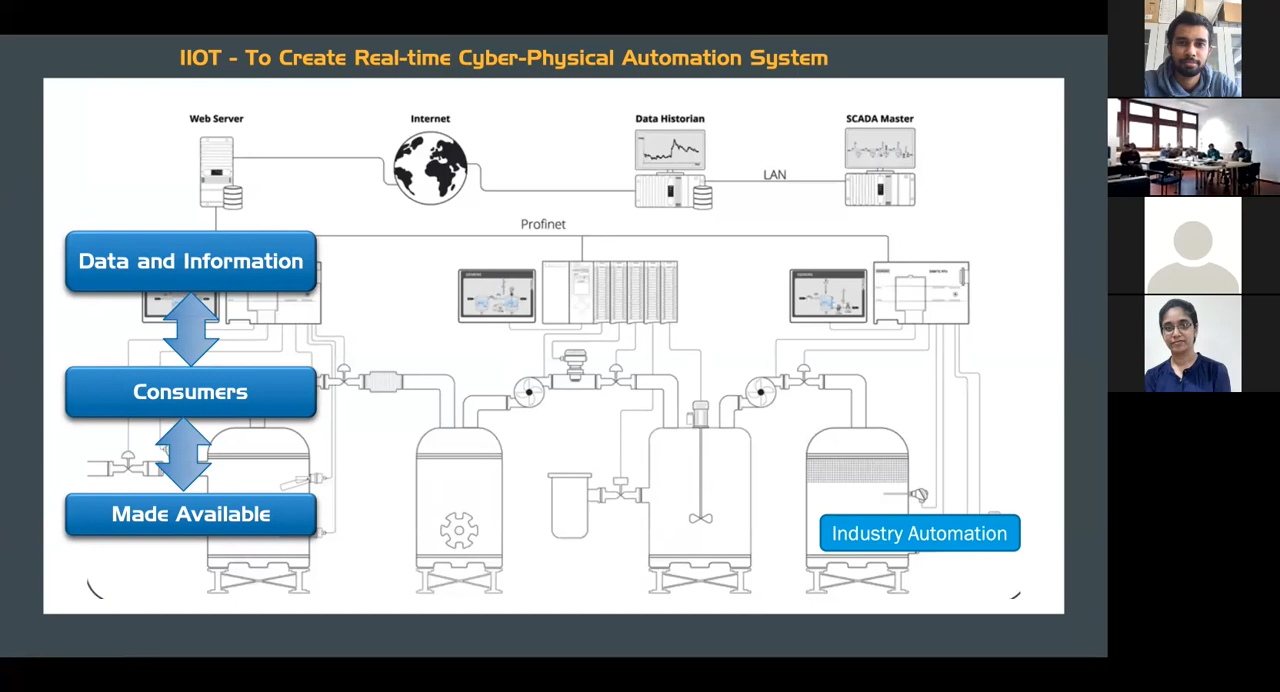 IIOT - To Create Real-time Cyber-Physical Automation System
Web Server
Internet
Data Historian
SCADA Master
LAN
Profinet
Data and Information
Consumers
Made Available
Industry Automation